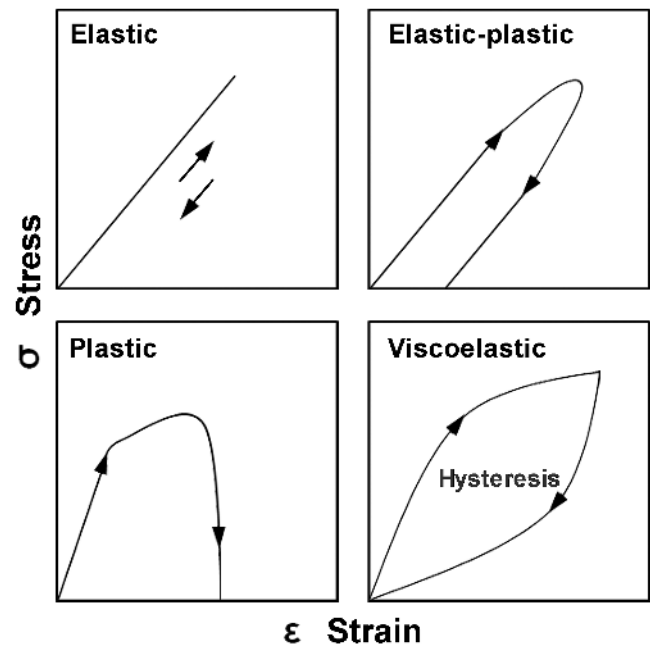 Elastic
Elastic-plastic
Stress
σ
Plastic
Viscoelastic
Hysteresis
ε Strain